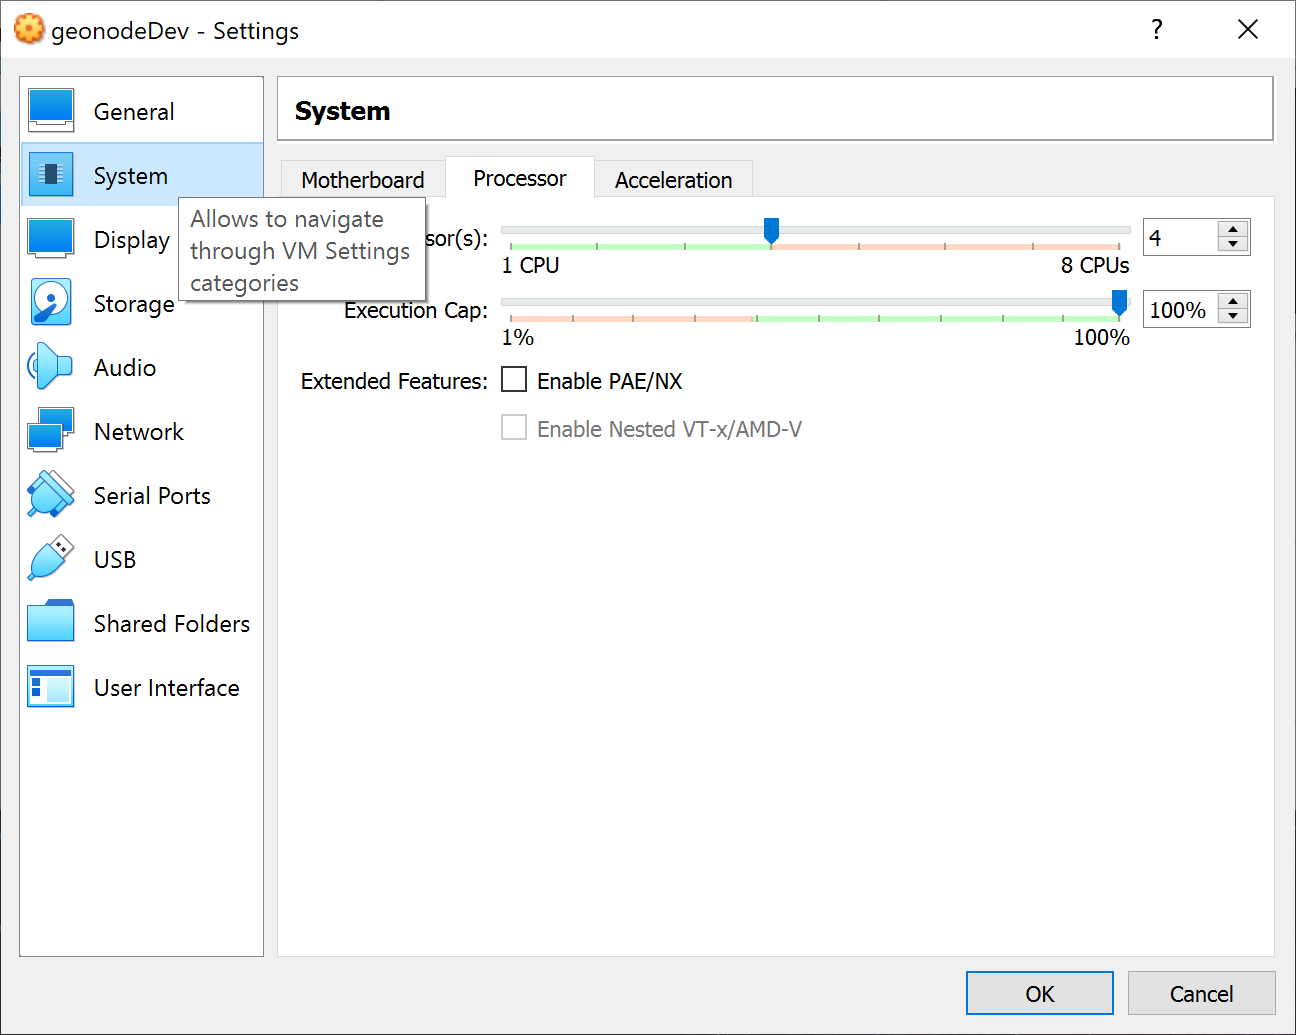 geonodeDev - Settings
?
General
System
Display
Storage
Audio
Network
Serial Ports
USB
Shared Folders
User Interface
Allows to navigate
through VM Settings
categories
System
Motherboard Processor Acceleration
sor(s): 4
1 CPU 8 CPUs
Execution Cap: 100%
1% 100%
Extended Features: Enable PAE/NX
Enable Nested VT-x/AMD-V
OK Cancel